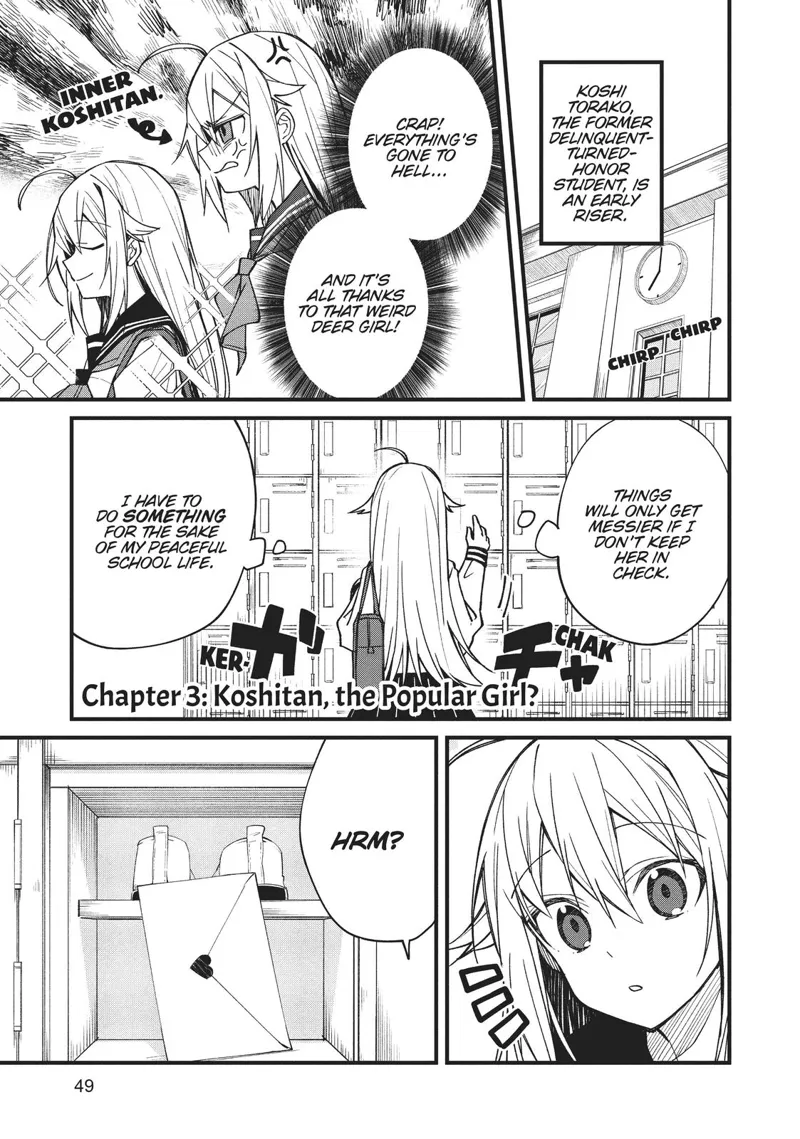 KOSHI
TORAKO,
THE FORMER
DELINQUENT-
TURNED-
HONOR
STUDENT, IS
AN EARLY
RISER.
CHIRP CHIRP
CRAP!
EVERYTHING'S
GONE TO
HELL...
AND IT'S
ALL THANKS
TO THAT WEIRD
DEER GIRL!
INNER
KOSHITAN.
THINGS
WILL ONLY GET
MESSIER IF I
DON'T KEEP
HER IN
CHECK.
I HAVE TO
DO SOMETHING
FOR THE SAKE
OF MY PEACEFUL
SCHOOL LIFE.
ガ
KER-
チャ
CHAK
Chapter 3: Koshitan, the Popular Girl?
HRM?
49